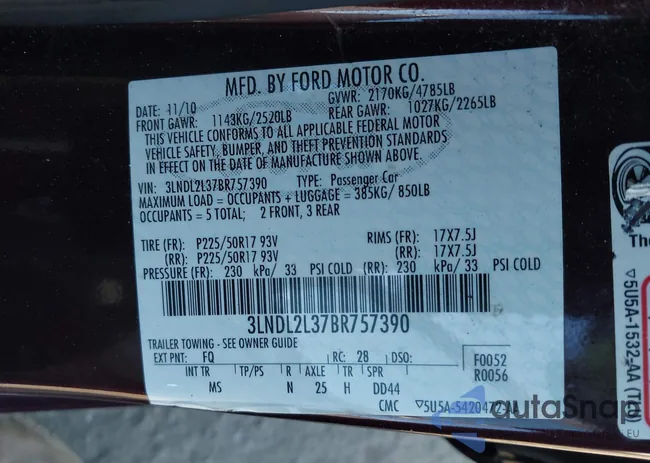 MFD. BY FORD MOTOR CO.
DATE: 11/10
GVWR: 2170KG/4785LB
FRONT GAWR: 1143KG/2520LB
REAR GAWR: 1027KG/2265LB
THIS VEHICLE CONFORMS TO ALL APPLICABLE FEDERAL MOTOR
VEHICLE SAFETY, BUMPER, AND THEFT PREVENTION STANDARDS
IN EFFECT ON THE DATE OF MANUFACTURE SHOWN ABOVE.
VIN: 3LNDL2L37BR757390 TYPE: Passenger Car
MAXIMUM LOAD = OCCUPANTS + LUGGAGE = 385KG/ 850LB
OCCUPANTS = 5 TOTAL; 2 FRONT, 3 REAR
TIRE (FR): P225/50R17 93V RIMS (FR): 17X7.5J
(RR): P225/50R17 93V (RR): 17X7.5J
PRESSURE (FR): 230 kPa/ 33 PSI COLD (RR): 230 kPa/ 33 PSI COLD
3LNDL2L37BR757390
TRAILER TOWING - SEE OWNER GUIDE
EXT PNT: FQ RC: 28 DSO:
F0052
R0056
INT TR TP/PS R AXLE TR SPR
MS N 25 H DD44
CMC
The
5U5A-1532-AA
autoSnap
.EU